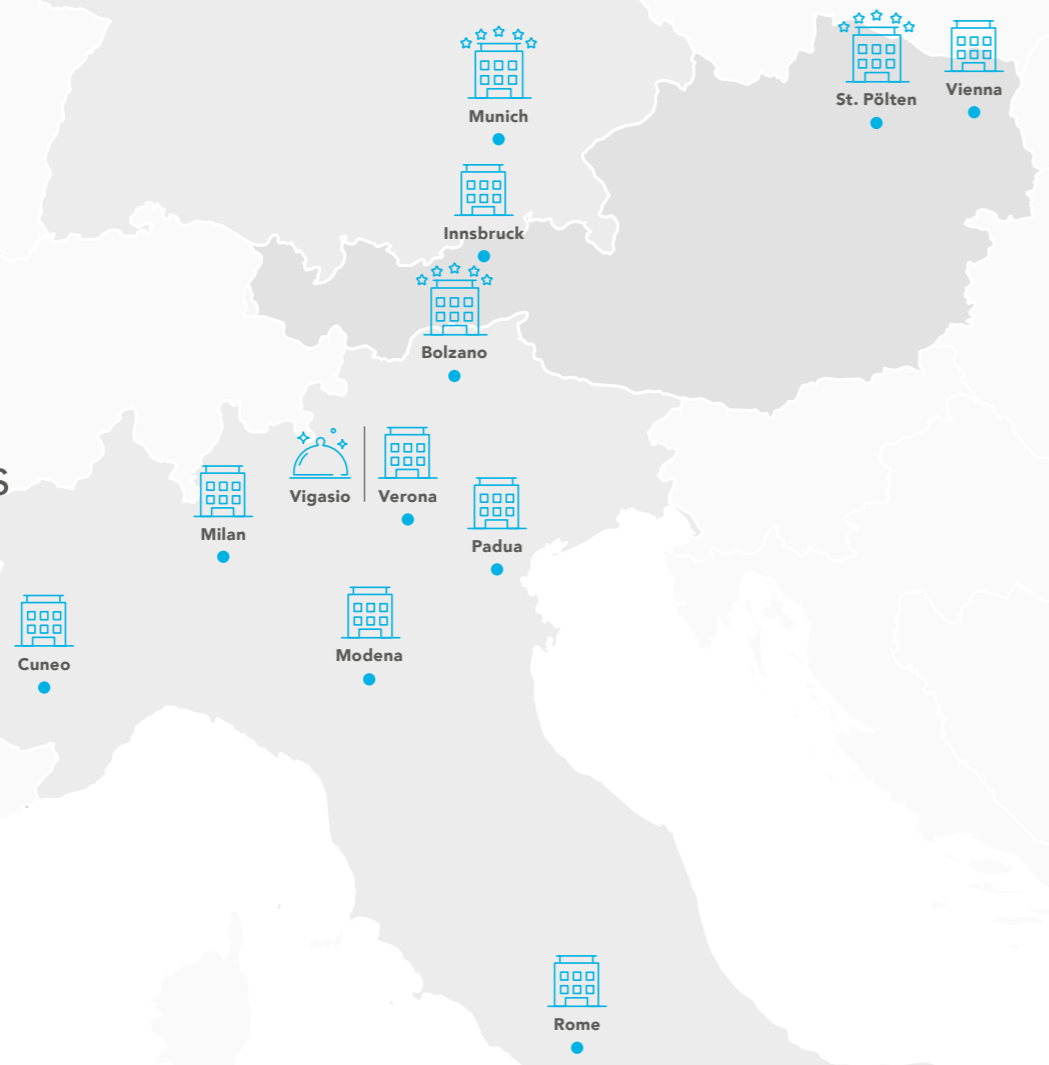 St. Pölten
Vienna
Munich
Innsbruck
Bolzano
s
Vigasio
Verona
Milan
Padua
Cuneo
Modena
Rome